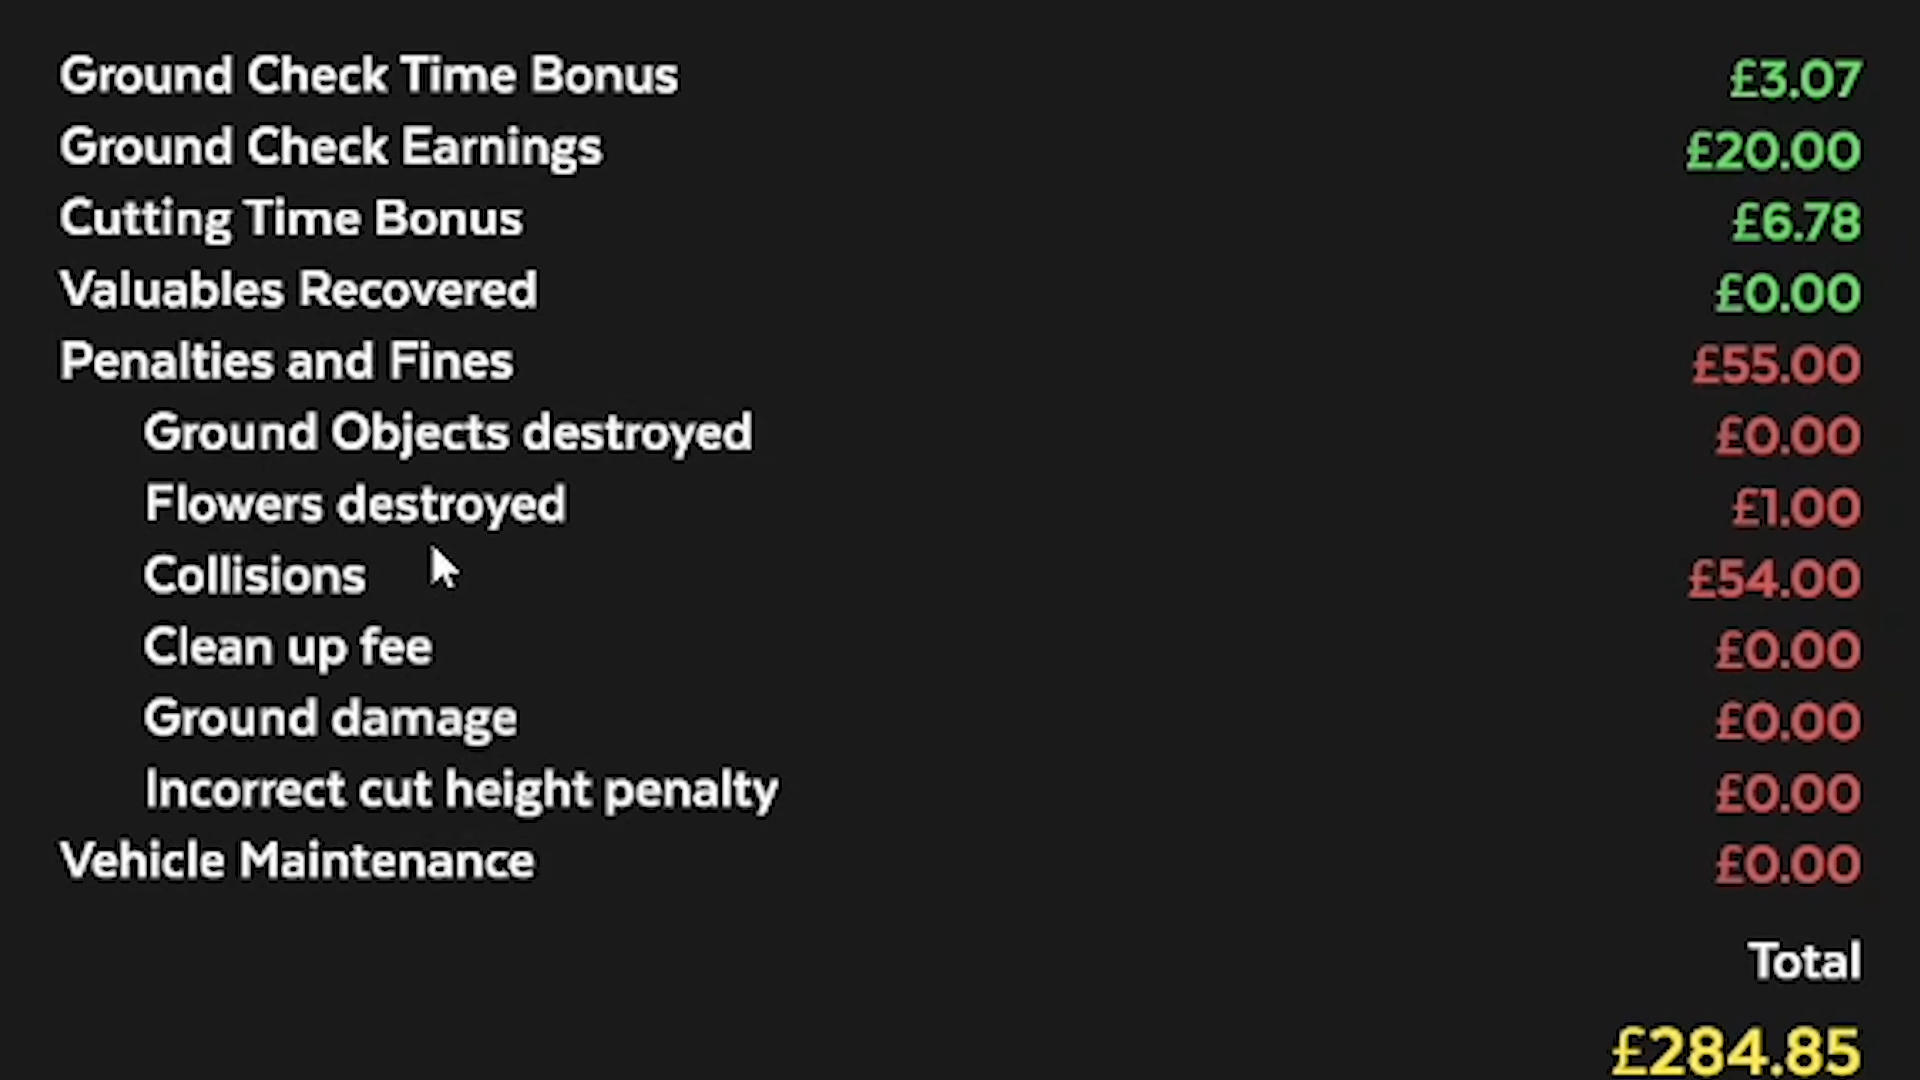 Ground Check Time Bonus £3.07
Ground Check Earnings £20.00
Cutting Time Bonus £6.78
Valuables Recovered £0.00
Penalties and Fines £55.00
Ground Objects destroyed £0.00
Flowers destroyed £1.00
Collisions £54.00
Clean up fee £0.00
Ground damage £0.00
Incorrect cut height penalty £0.00
Vehicle Maintenance £0.00
Total
£284.85